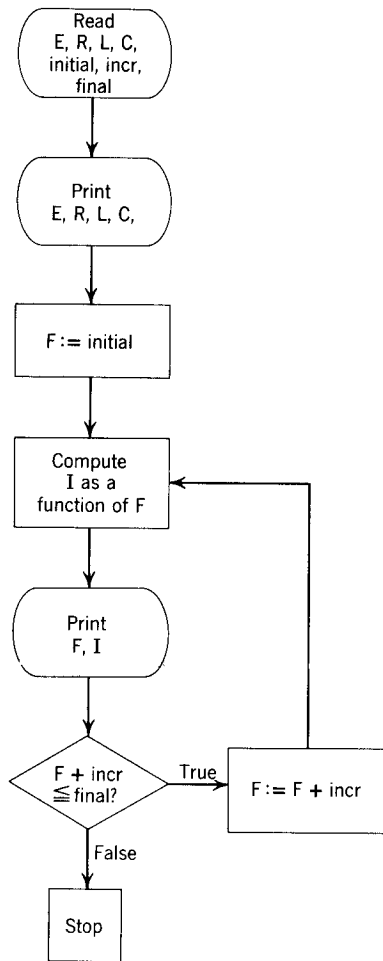 Read
E, R, L, C,
initial, incr,
final
Print
E, R, L, C,
F := initial
Compute
I as a
function of F
Print
F, I
F + incr
≦ final?
True
F := F + incr
False
Stop